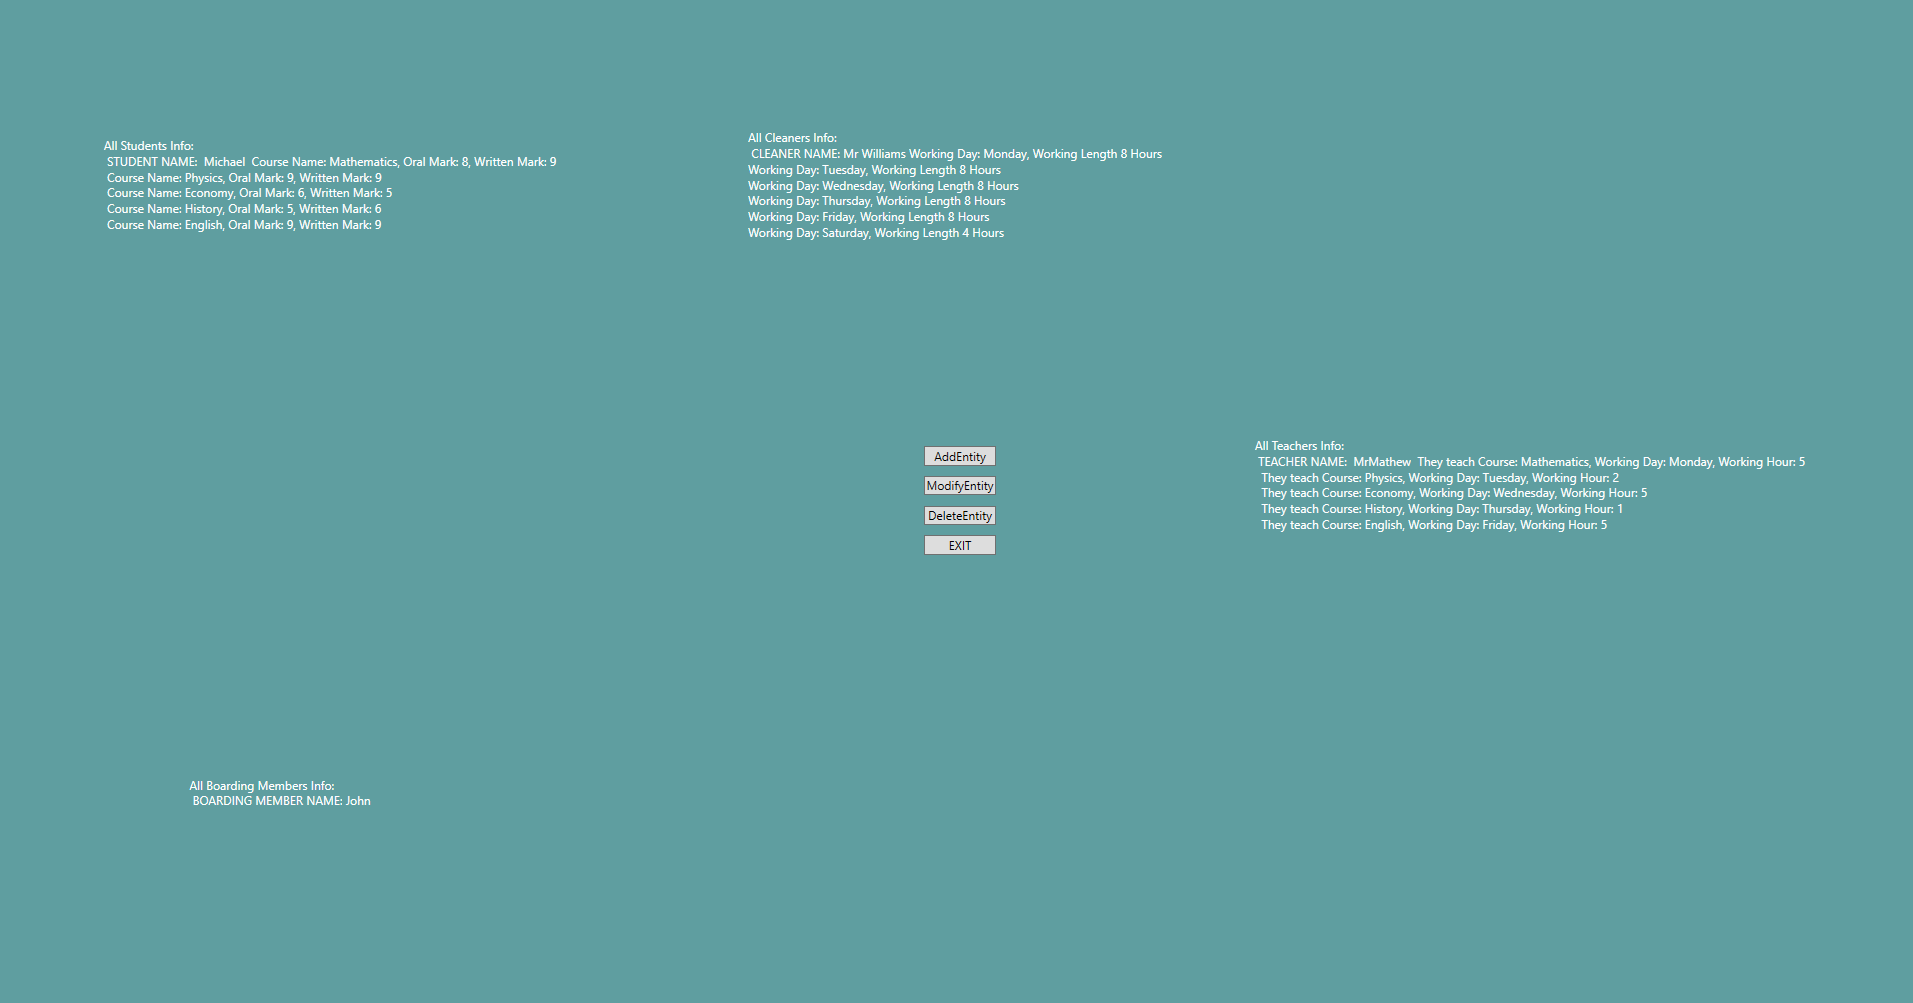 All Students Info:
STUDENT NAME:  Michael  Course Name: Mathematics, Oral Mark: 8, Written Mark: 9
Course Name: Physics, Oral Mark: 9, Written Mark: 9
Course Name: Economy, Oral Mark: 6, Written Mark: 5
Course Name: History, Oral Mark: 5, Written Mark: 6
Course Name: English, Oral Mark: 9, Written Mark: 9
All Cleaners Info:
CLEANER NAME: Mr Williams Working Day: Monday, Working Length 8 Hours
Working Day: Tuesday, Working Length 8 Hours
Working Day: Wednesday, Working Length 8 Hours
Working Day: Thursday, Working Length 8 Hours
Working Day: Friday, Working Length 8 Hours
Working Day: Saturday, Working Length 4 Hours
AddEntity
ModifyEntity
DeleteEntity
EXIT
All Teachers Info:
TEACHER NAME:  MrMathew  They teach Course: Mathematics, Working Day: Monday, Working Hour: 5
They teach Course: Physics, Working Day: Tuesday, Working Hour: 2
They teach Course: Economy, Working Day: Wednesday, Working Hour: 5
They teach Course: History, Working Day: Thursday, Working Hour: 1
They teach Course: English, Working Day: Friday, Working Hour: 5
All Boarding Members Info:
BOARDING MEMBER NAME: John